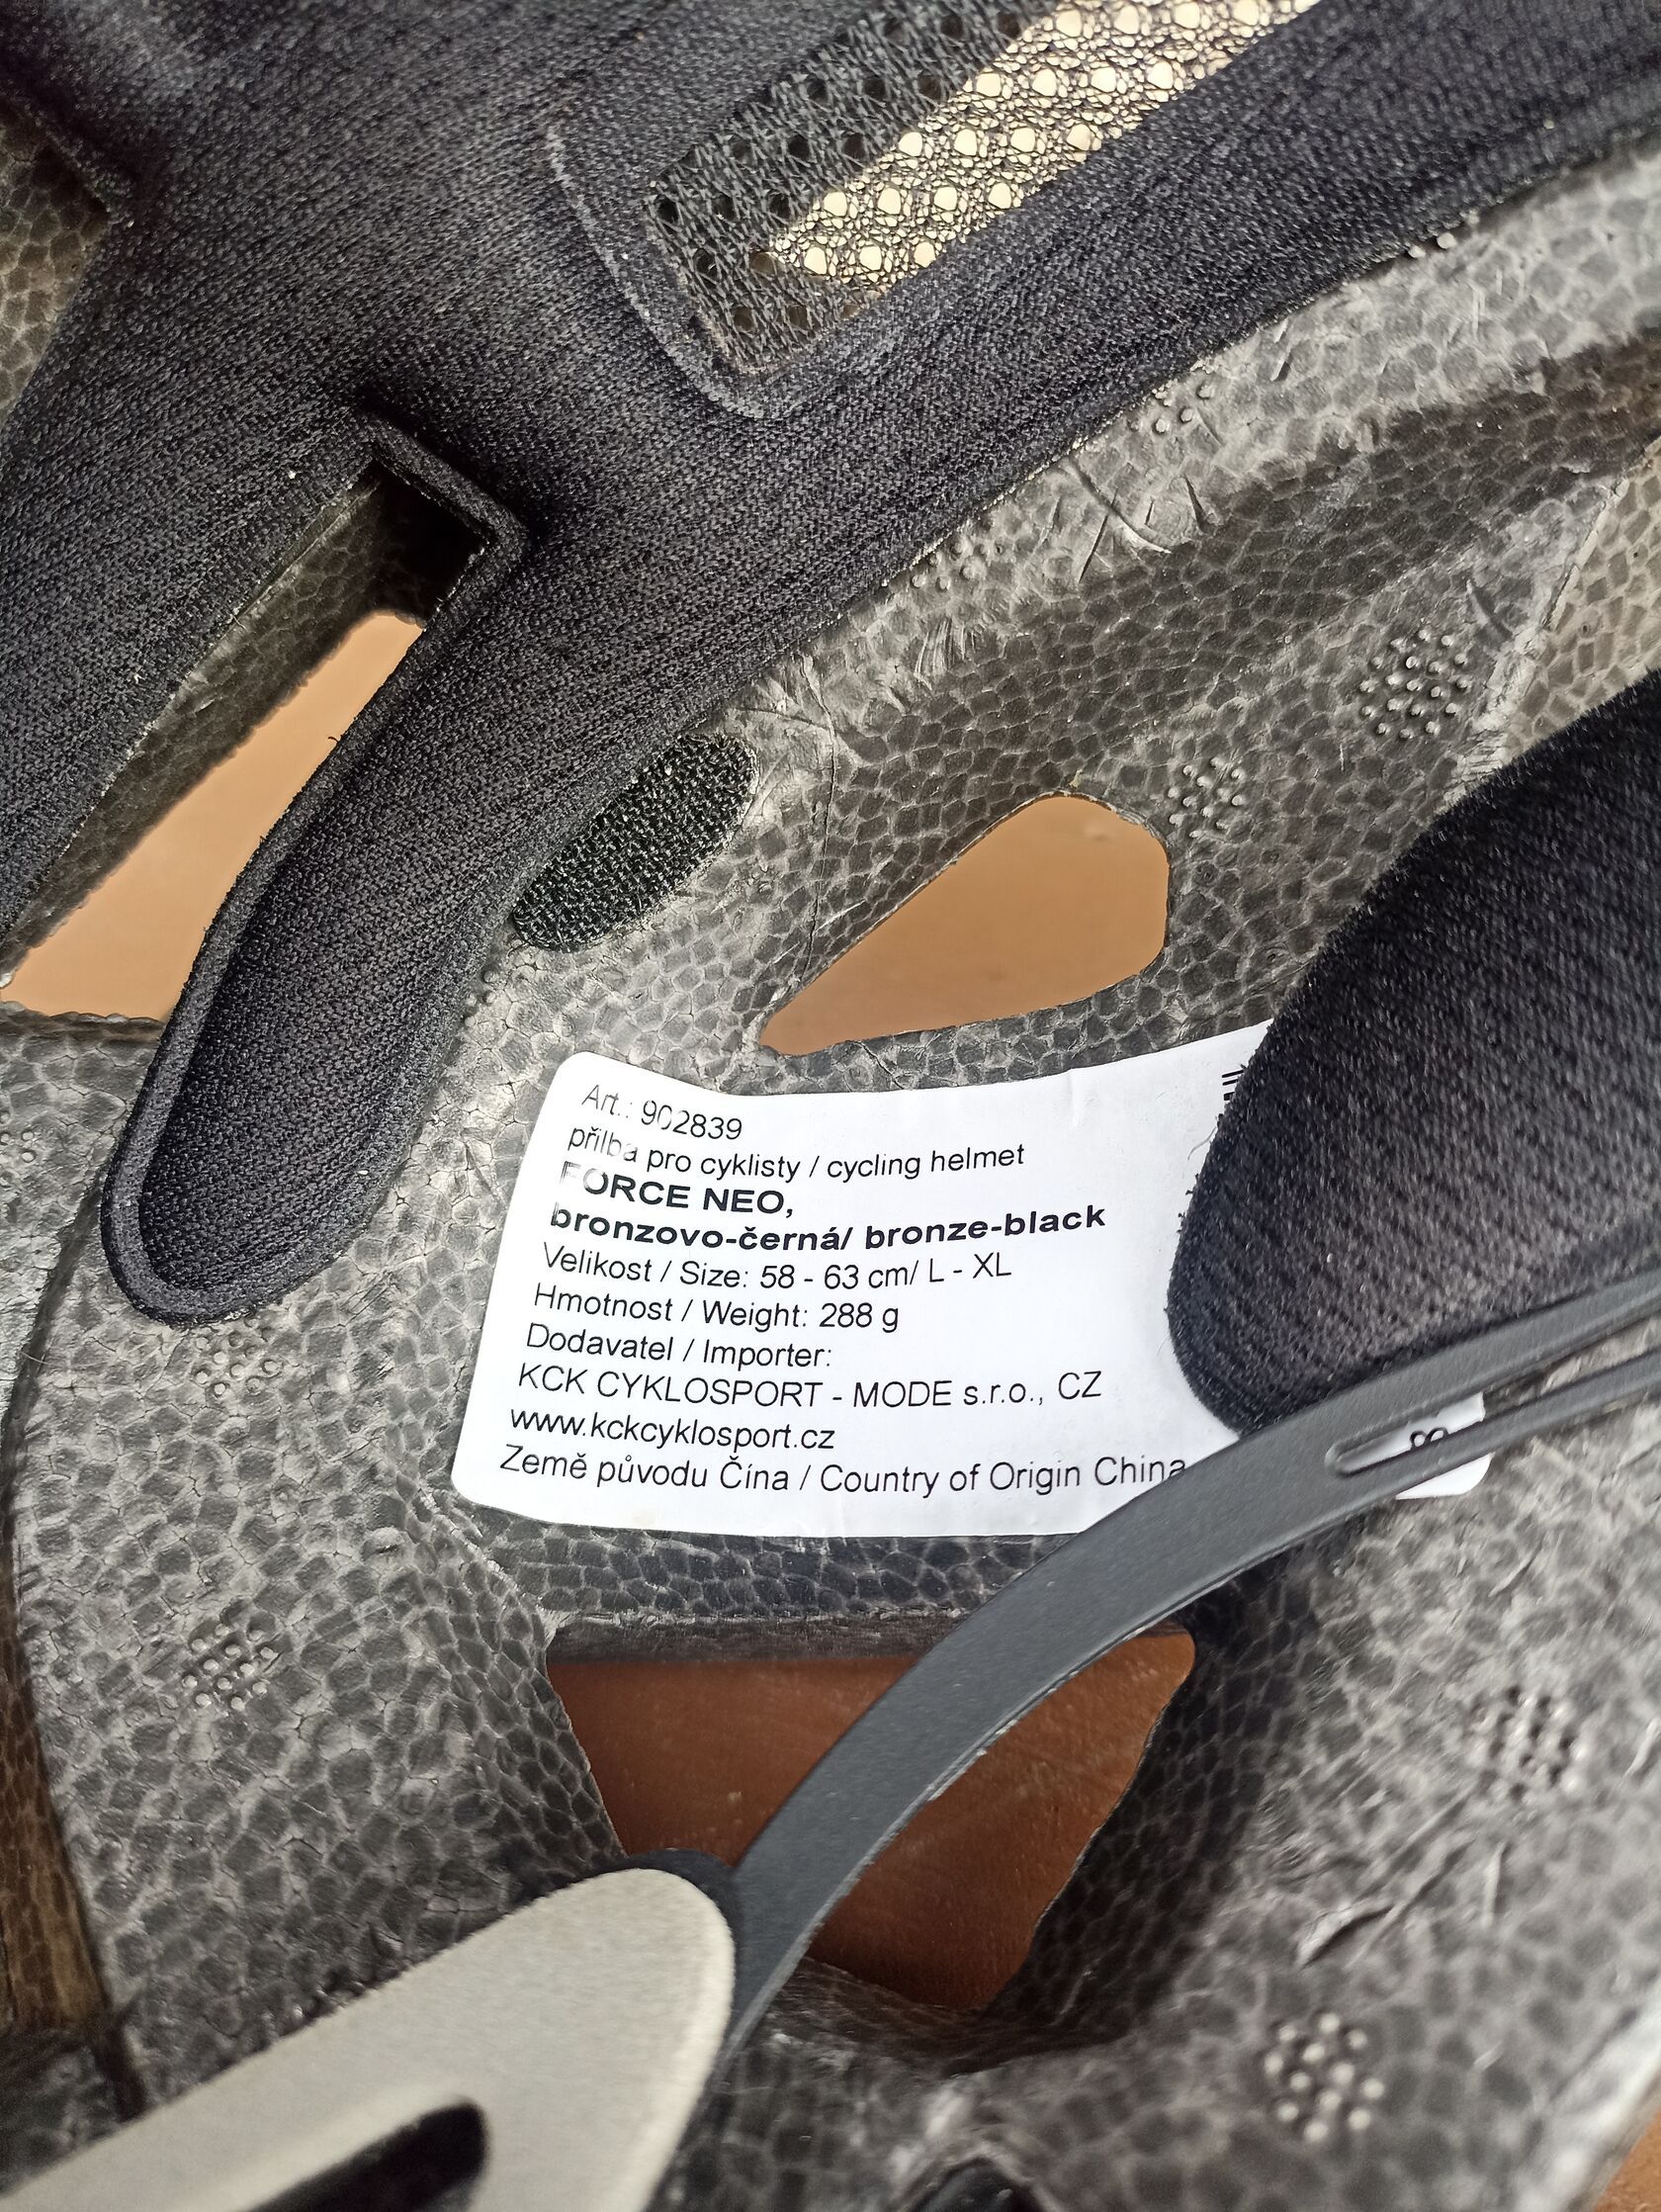 Art.: 902839
přilba pro cyklisty / cycling helmet
FORCE NEO,
bronzovo-černá/ bronze-black
Velikost / Size: 58 - 63 cm/ L - XL
Hmotnost / Weight: 288 g
Dodavatel / Importer:
KCK CYKLOSPORT - MODE s.r.o., CZ
www.kckcyklosport.cz
Země původu Čína / Country of Origin China